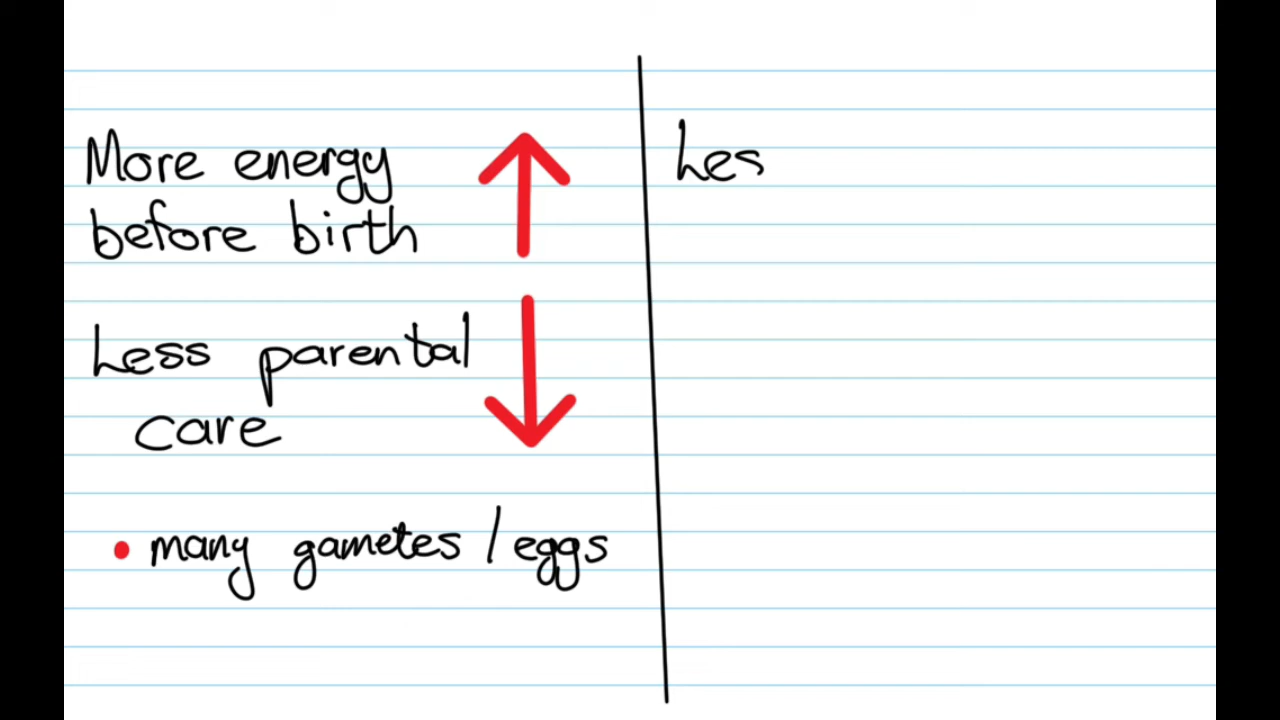 More energy
before birth
Less parental
care
• many gametes / eggs
Les